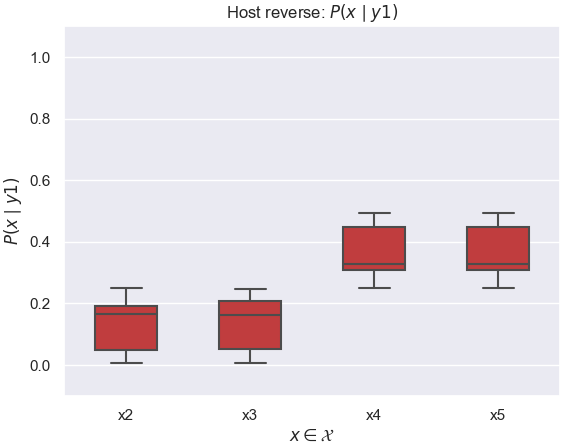 Host reverse: P(x | y1)
1.0
0.8
0.6
0.4
0.2
0.0
P(x | y1)
x2 x3 x4 x5
x ∈ 𝒳